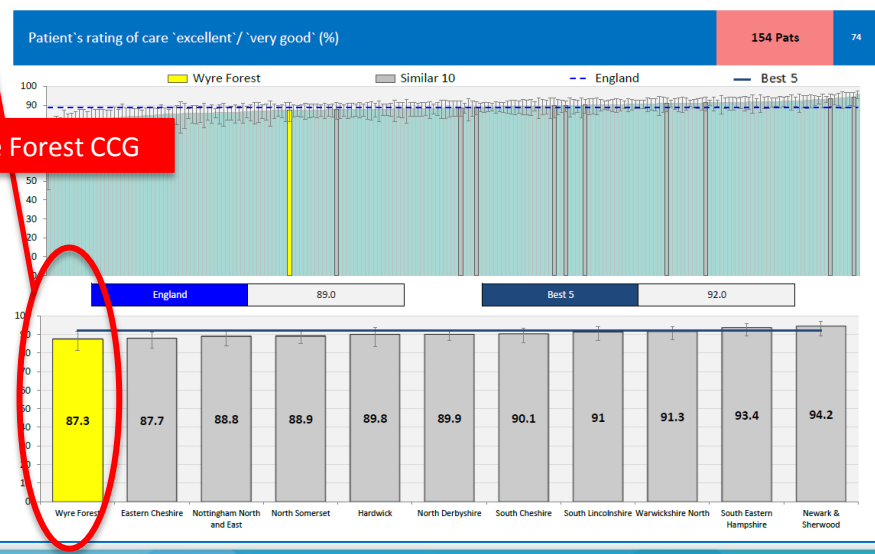 Patient`s rating of care `excellent`/ `very good` (%)
154 Pats
74
Wyre Forest
Similar 10
England
Best 5
100
90
Forest CCG
50
40
30
20
England
89.0
Best 5
92.0
87.3
87.7
88.8
88.9
89.8
89.9
90.1
91
91.3
93.4
94.2
Wyre Forest
Eastern Cheshire
Nottingham North
and East
North Somerset
Hardwick
North Derbyshire
South Cheshire
South Lincolnshire
Warwickshire North
South Eastern
Hampshire
Newark &
Sherwood